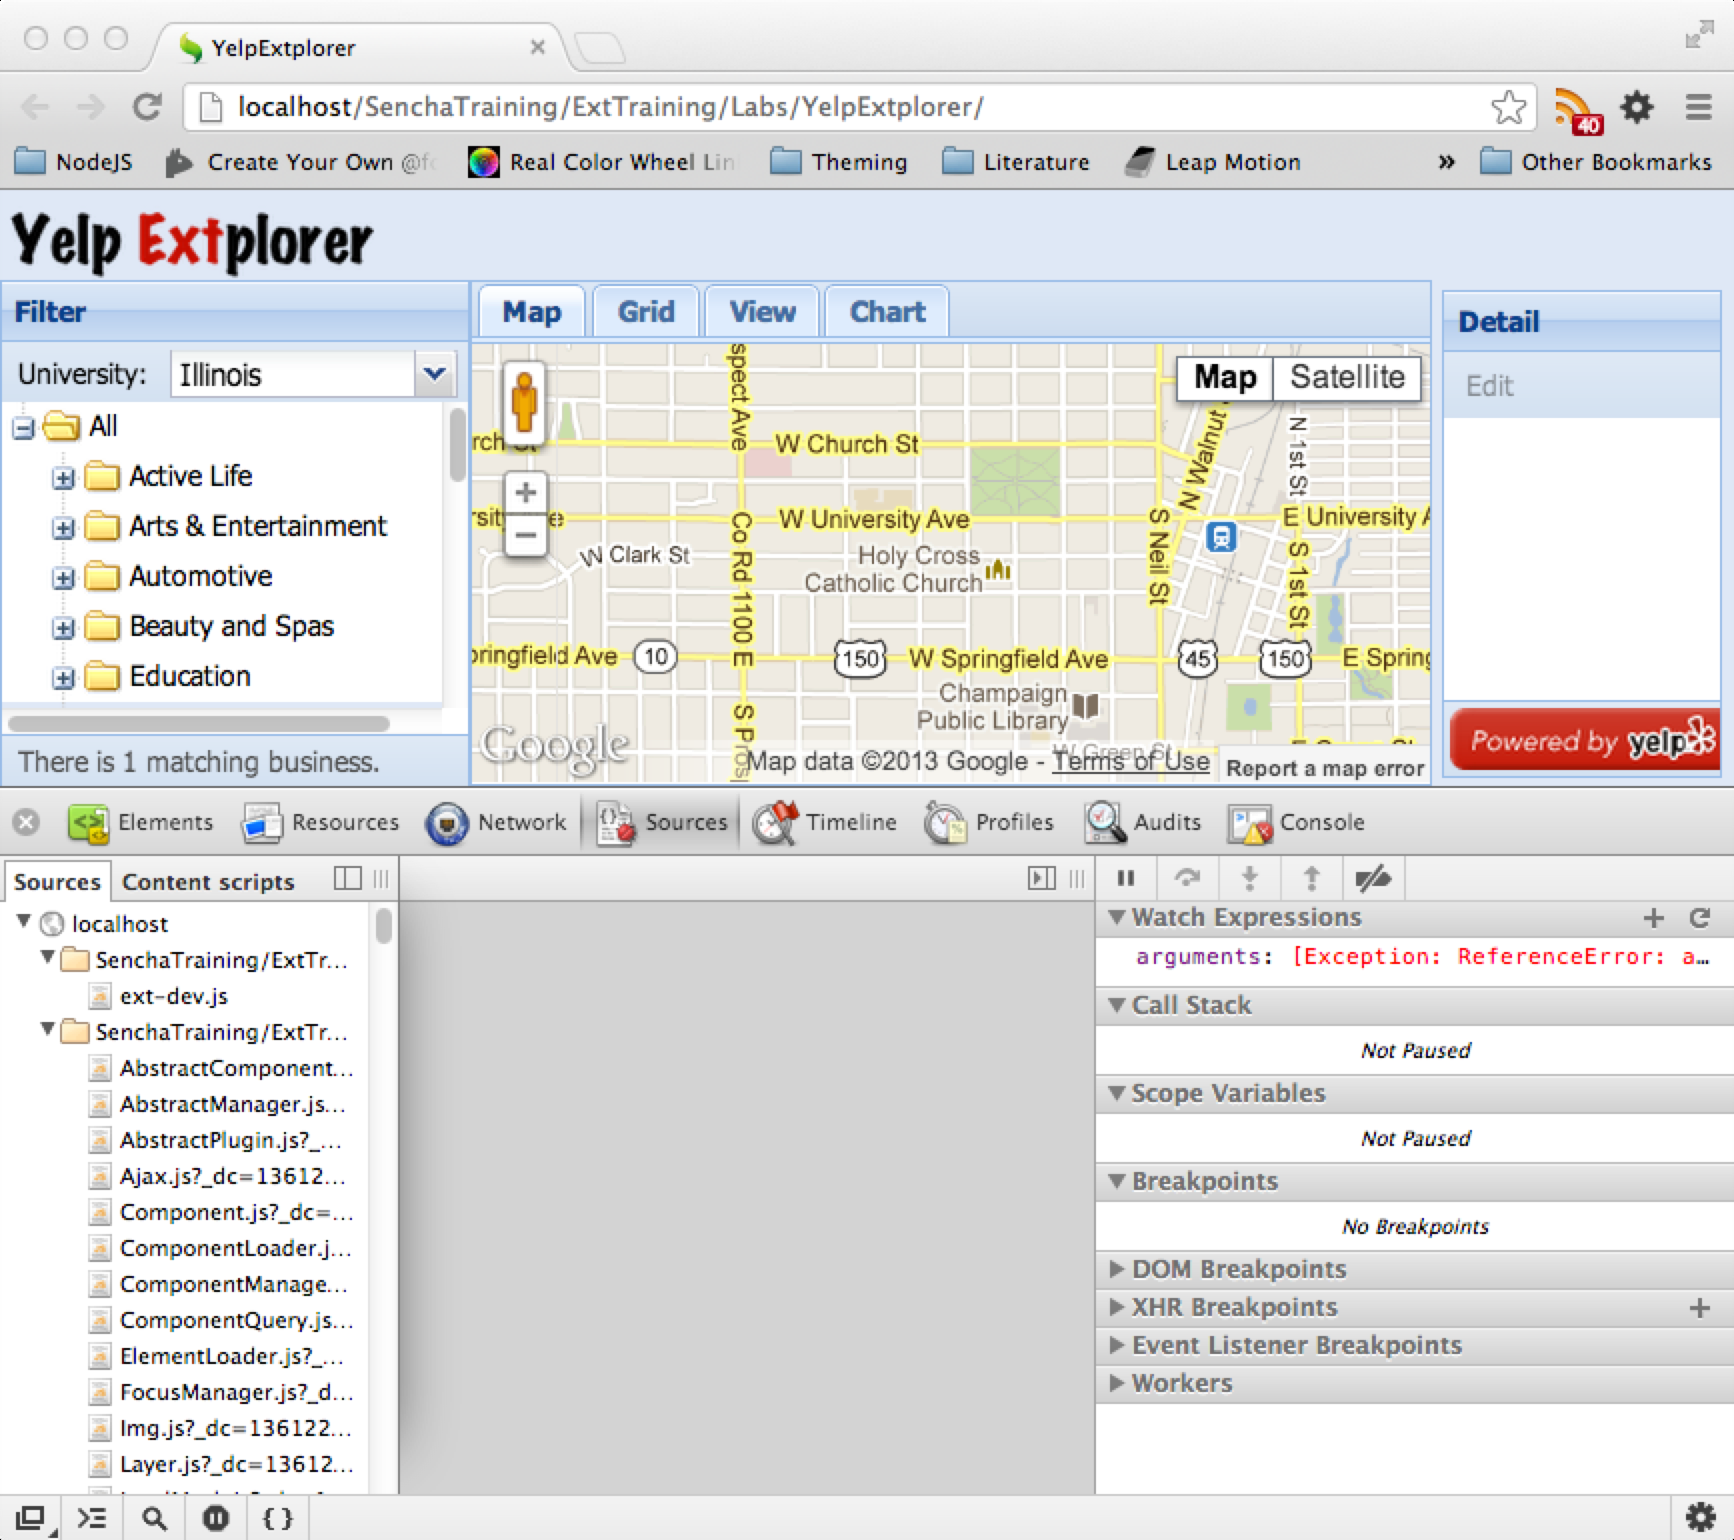 YelpExtplorer
localhost/SenchaTraining/ExtTraining/Labs/YelpExtplorer/
40
NodeJS
Create Your Own @fo
Real Color Wheel Lin
Theming
Literature
Leap Motion
»
Other Bookmarks
Yelp Extplorer
Filter
University:
Illinois
All
Active Life
Arts & Entertainment
Automotive
Beauty and Spas
Education
There is 1 matching business.
Map
Grid
View
Chart
Map
Satellite
spect Ave
W Church St
N Walnut
N 1st St
W University Ave
E University A
Co Rd 1100 E
W Clark St
Holy Cross
Catholic Church
S Neil St
S 1st St
pringfield Ave
10
150
W Springfield Ave
45
150
E Spring
Champaign
Public Library
S Pros
W Green St
Google
Map data ©2013 Google - Terms of Use
Report a map error
Detail
Edit
Powered by yelp
Elements
Resources
Network
Sources
Timeline
Profiles
Audits
Console
Sources
Content scripts
localhost
SenchaTraining/ExtTr...
ext-dev.js
SenchaTraining/ExtTr...
AbstractComponent...
AbstractManager.js...
AbstractPlugin.js?_...
Ajax.js?_dc=13612...
Component.js?_dc=...
ComponentLoader.j...
ComponentManage...
ComponentQuery.js...
ElementLoader.js?_...
FocusManager.js?_d...
Img.js?_dc=136122...
Layer.js?_dc=13612...
Watch Expressions
arguments: [Exception: ReferenceError: a...
Call Stack
Not Paused
Scope Variables
Not Paused
Breakpoints
No Breakpoints
DOM Breakpoints
XHR Breakpoints
Event Listener Breakpoints
Workers